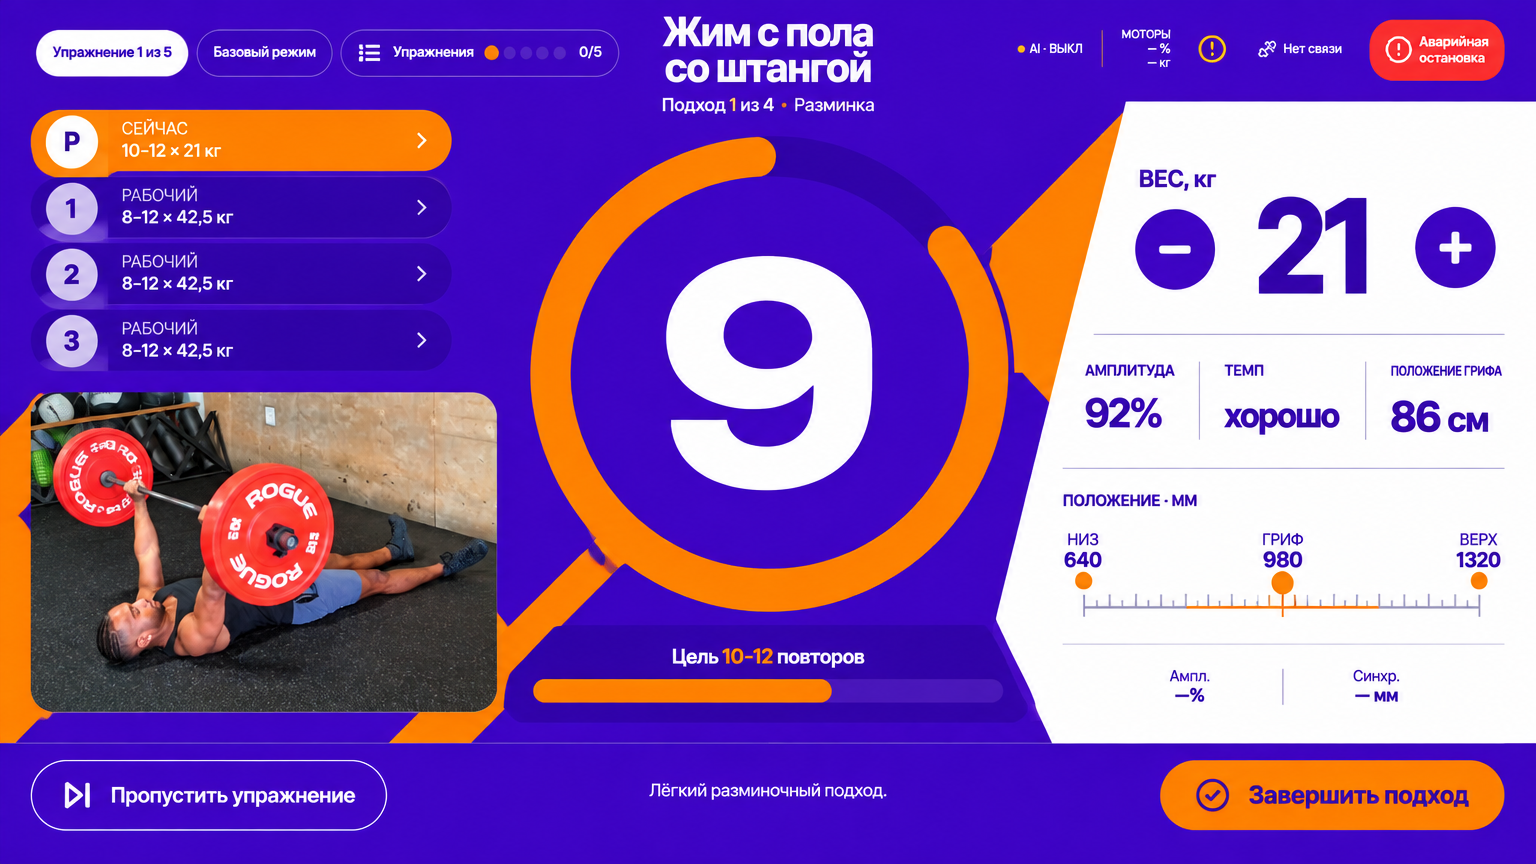 Упражнение 1 из 5
Базовый режим
Упражнения
0/5
Жим с пола
со штангой
Подход 1 из 4 • Разминка
AI · ВЫКЛ
МОТОРЫ
— %
— кг
Нет связи
Аварийная
остановка
Р
СЕЙЧАС
10–12 × 21 кг
1
РАБОЧИЙ
8–12 × 42,5 кг
2
РАБОЧИЙ
8–12 × 42,5 кг
3
РАБОЧИЙ
8–12 × 42,5 кг
ROGUE
ROGUE
ROGUE
9
Цель 10–12 повторов
ВЕС, кг
21
АМПЛИТУДА
92%
ТЕМП
хорошо
ПОЛОЖЕНИЕ ГРИФА
86 см
ПОЛОЖЕНИЕ · ММ
НИЗ
640
ГРИФ
980
ВЕРХ
1320
Ампл.
—%
Синхр.
— мм
Пропустить упражнение
Лёгкий разминочный подход.
Завершить подход